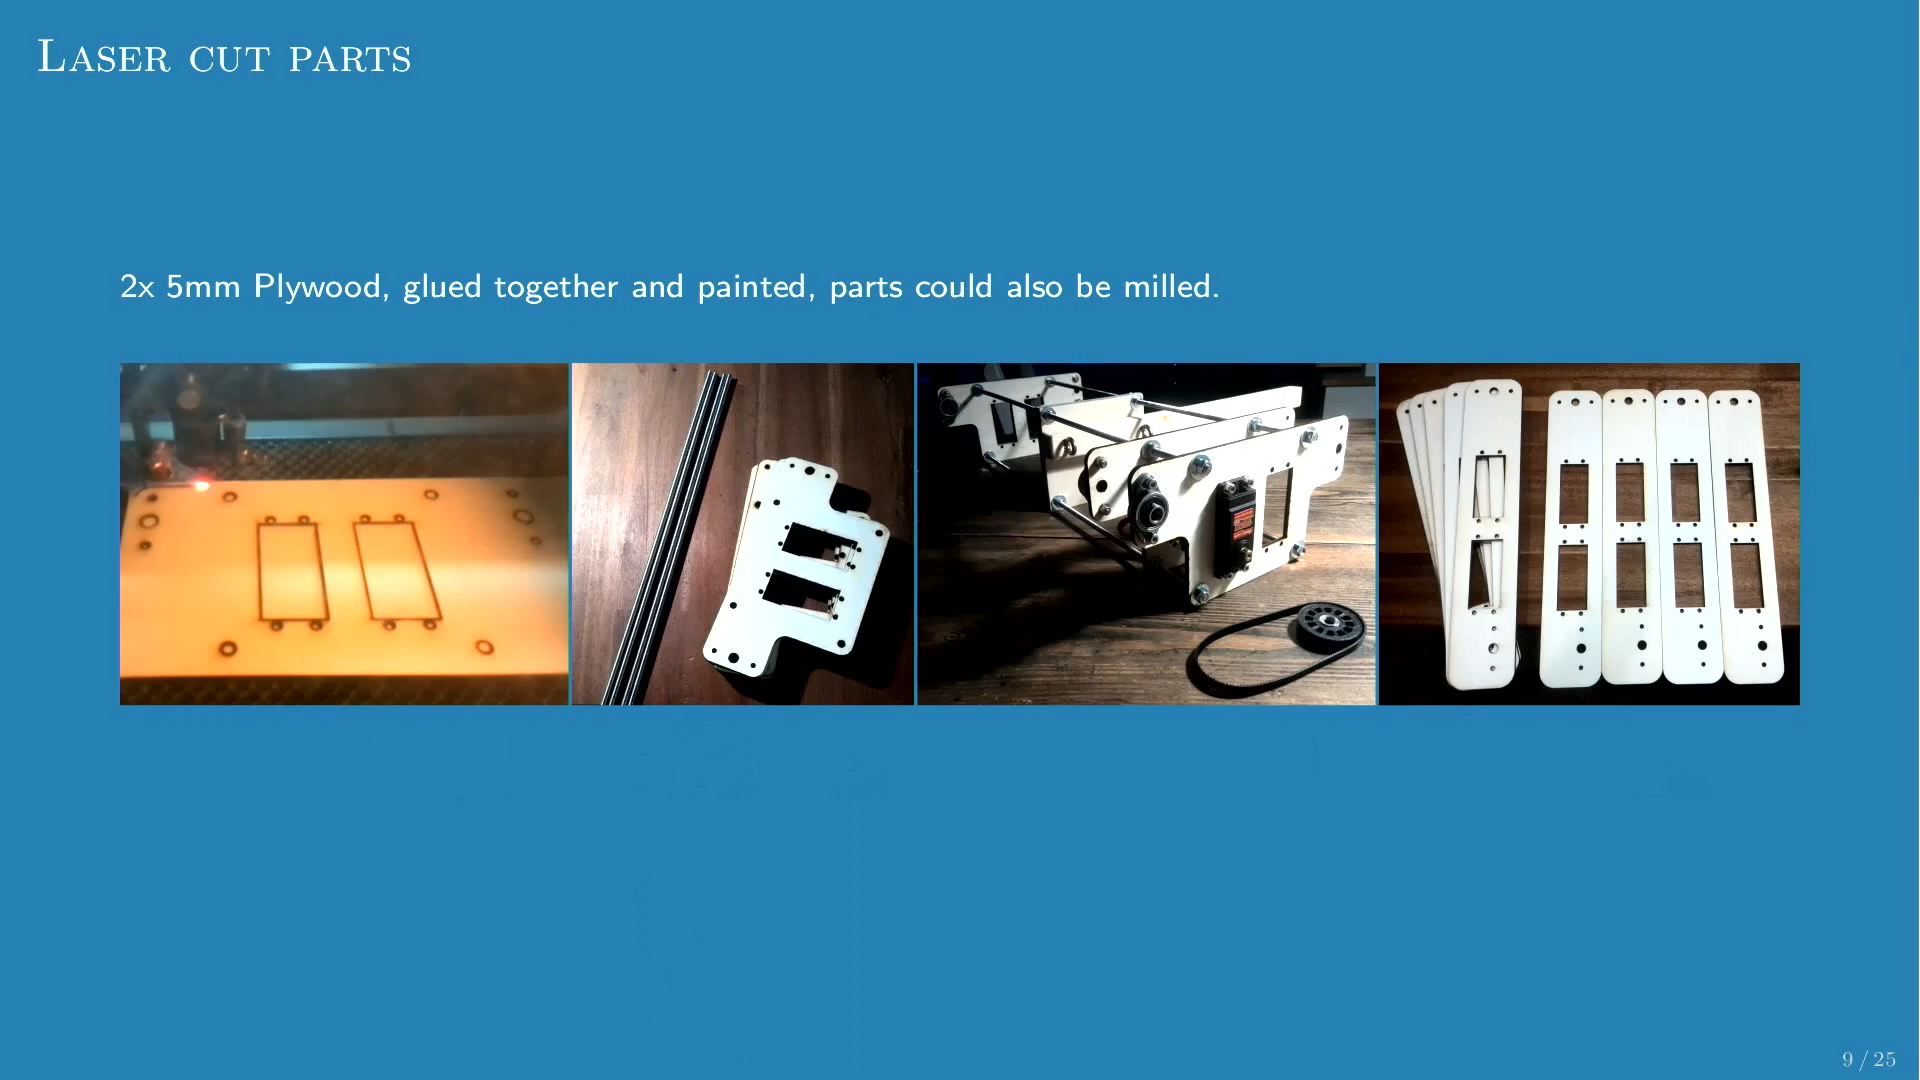 Laser cut parts
2x 5mm Plywood, glued together and painted, parts could also be milled.
9 / 25